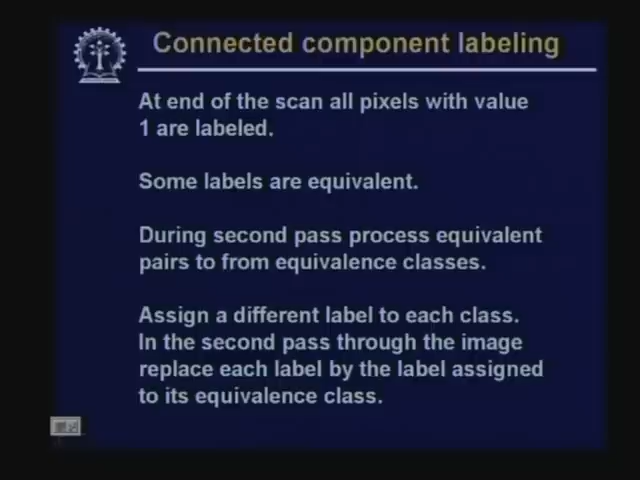 Connected component labeling
At end of the scan all pixels with value
1 are labeled.
Some labels are equivalent.
During second pass process equivalent
pairs to from equivalence classes.
Assign a different label to each class.
In the second pass through the image
replace each label by the label assigned
to its equivalence class.